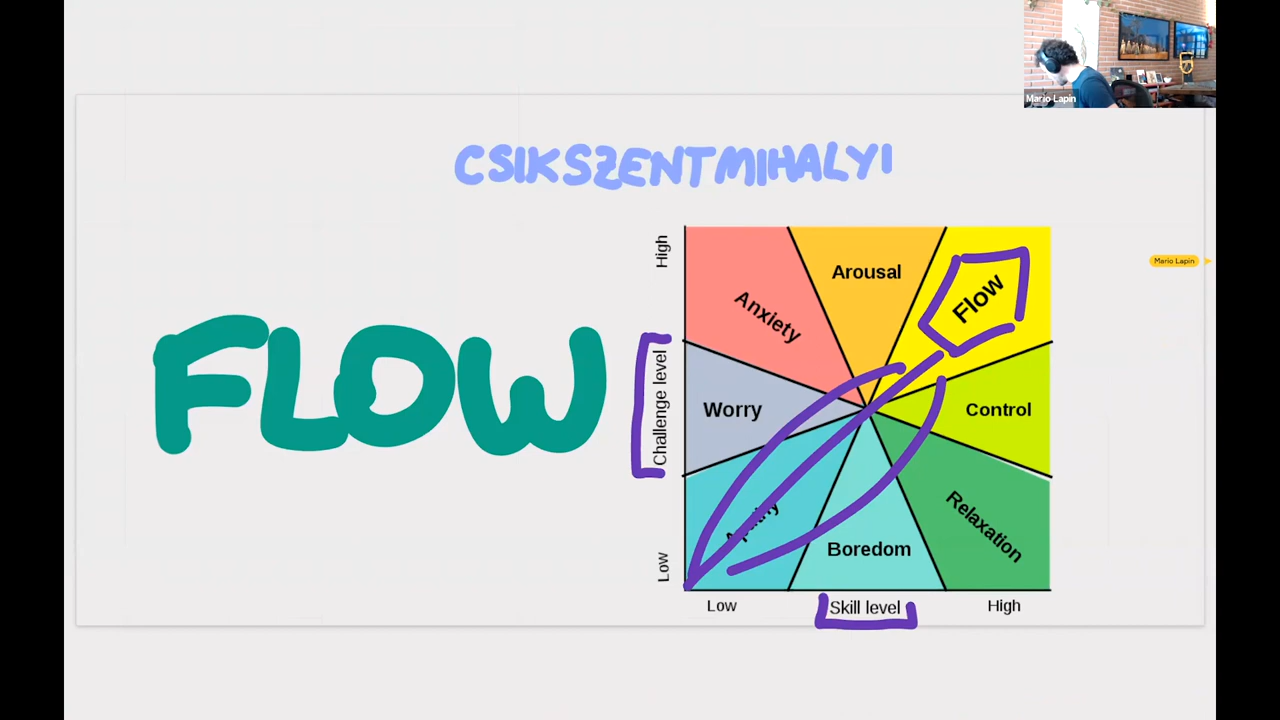 Mario Lapin
CSIKSZENTMIHALYI
Mario Lapin
FLOW
High
Challenge level
Low
Arousal
Flow
Anxiety
Worry
Control
Relaxation
Boredom
Low
Skill level
High